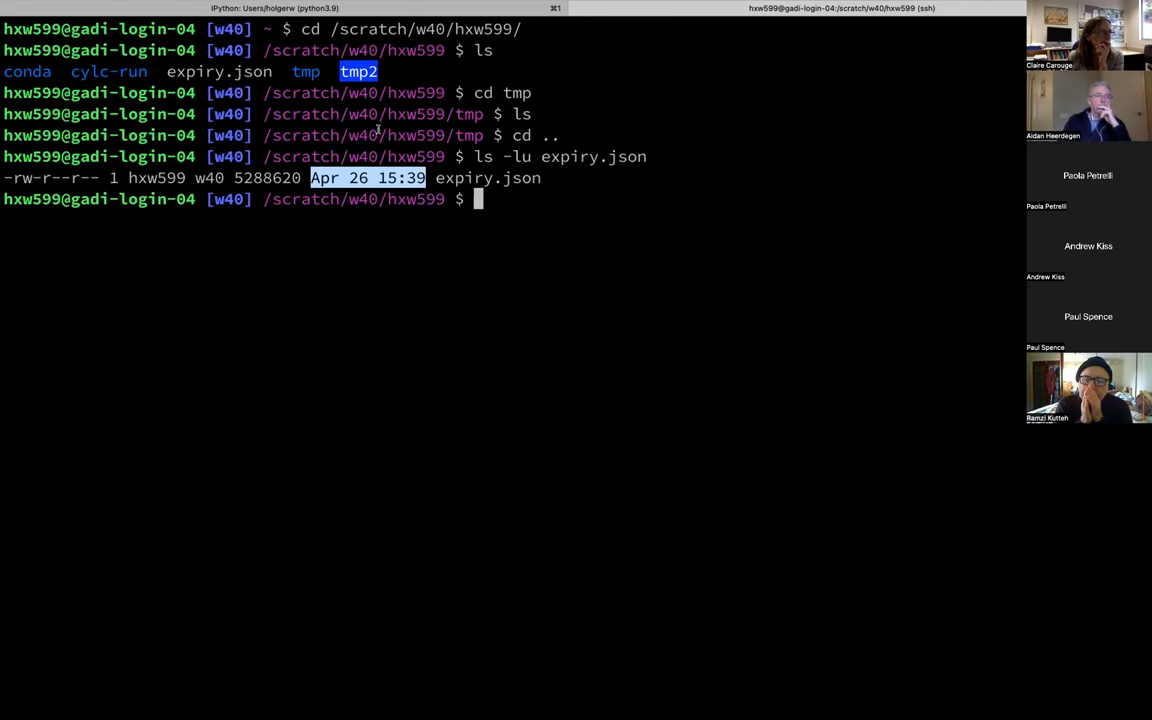 IPython: Users/holgerw (python3.9)
⌘1
hxw599@gadi-login-04:/scratch/w40/hxw599 (ssh)
hxw599@gadi-login-04 [w40] ~ $ cd /scratch/w40/hxw599/
hxw599@gadi-login-04 [w40] /scratch/w40/hxw599 $ ls
conda cylc-run expiry.json tmp tmp2
hxw599@gadi-login-04 [w40] /scratch/w40/hxw599 $ cd tmp
hxw599@gadi-login-04 [w40] /scratch/w40/hxw599/tmp $ ls
hxw599@gadi-login-04 [w40] /scratch/w40/hxw599/tmp $ cd ..
hxw599@gadi-login-04 [w40] /scratch/w40/hxw599 $ ls -lu expiry.json
-rw-r--r-- 1 hxw599 w40 5288620 Apr 26 15:39 expiry.json
hxw599@gadi-login-04 [w40] /scratch/w40/hxw599 $
Claire Carouge
Aidan Heerdegen
Paola Petrelli
Paola Petrelli
Andrew Kiss
Andrew Kiss
Paul Spence
Paul Spence
Ramzi Kutteh